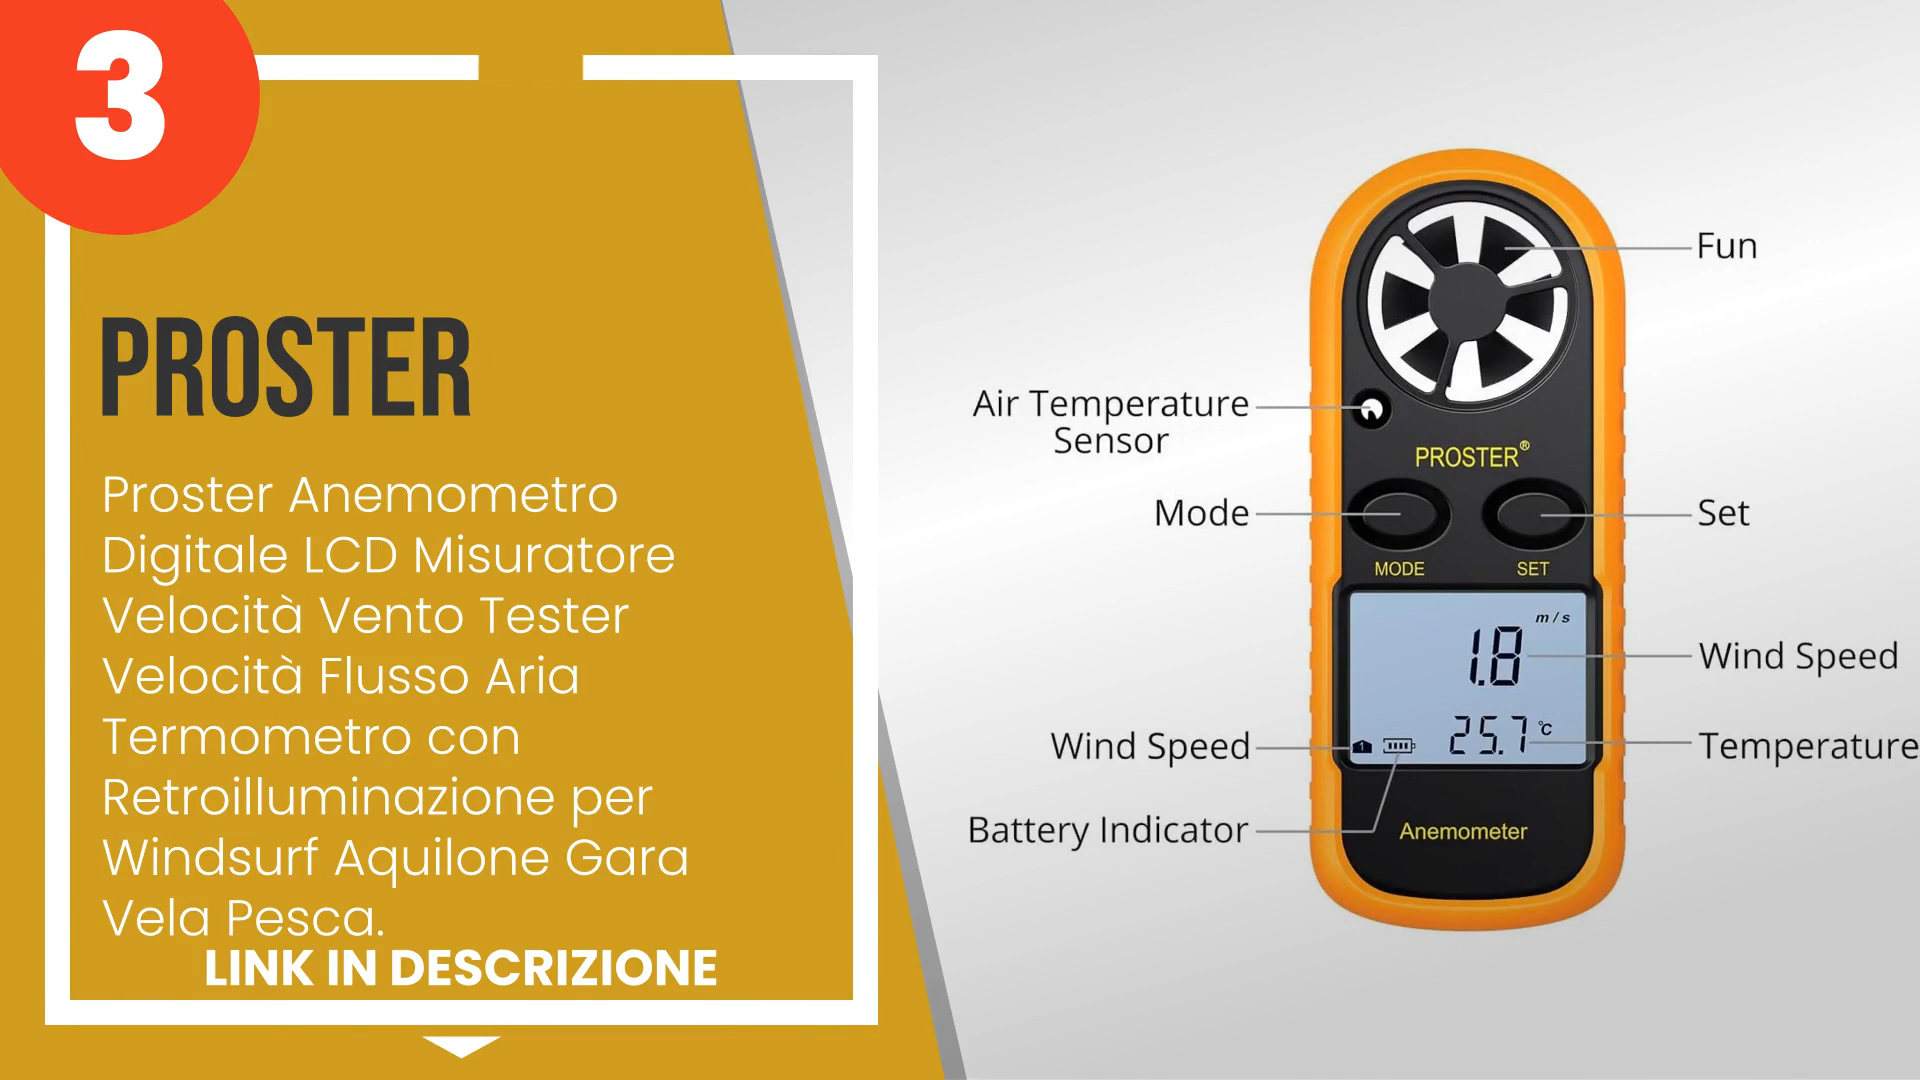 3
PROSTER
Proster Anemometro
Digitale LCD Misuratore
Velocità Vento Tester
Velocità Flusso Aria
Termometro con
Retroilluminazione per
Windsurf Aquilone Gara
Vela Pesca.
LINK IN DESCRIZIONE
Fun
Air Temperature
Sensor
PROSTER®
Mode
Set
MODE
SET
m/s
1.8
Wind Speed
25.7 °C
1
Wind Speed
Temperature
Battery Indicator
Anemometer